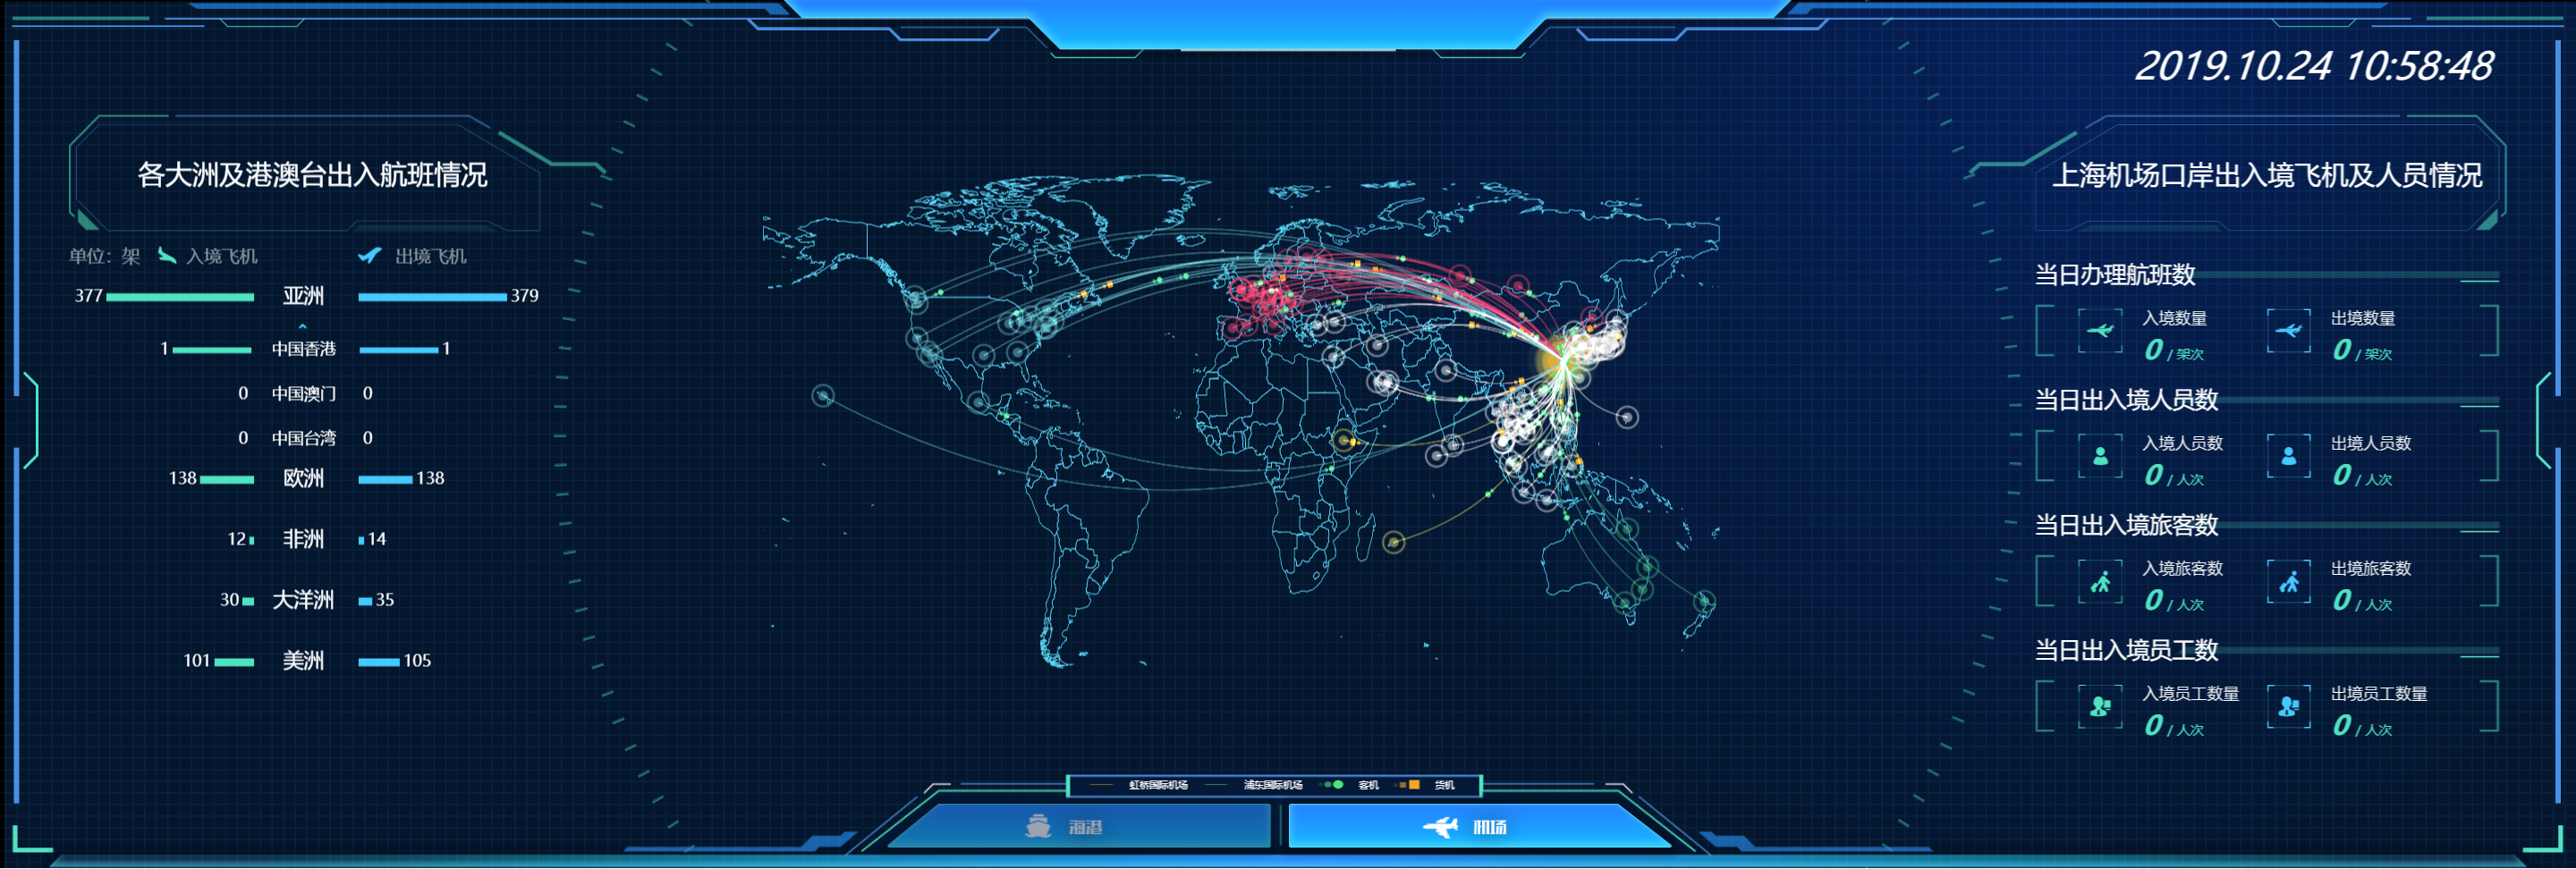 2019.10.24 10:58:48
各大洲及港澳台出入航班情况
单位：架 入境飞机 出境飞机
377 亚洲 379
1 中国香港 1
0 中国澳门 0
0 中国台湾 0
138 欧洲 138
12 非洲 14
30 大洋洲 35
101 美洲 105
上海机场口岸出入境飞机及人员情况
当日办理航班数
入境数量 出境数量
0 / 架次 0 / 架次
当日出入境人员数
入境人员数 出境人员数
0 / 人次 0 / 人次
当日出入境旅客数
入境旅客数 出境旅客数
0 / 人次 0 / 人次
当日出入境员工数
入境员工数量 出境员工数量
0 / 人次 0 / 人次
虹桥国际机场 浦东国际机场 客机 货机
海港 机场